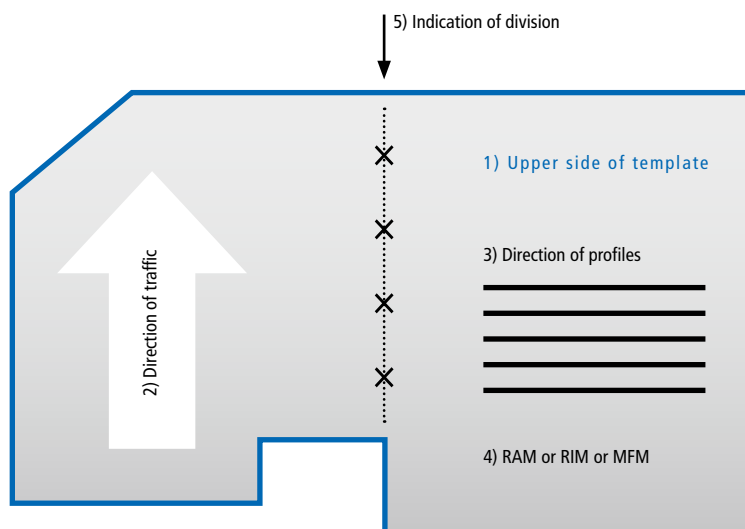 5) Indication of division
1) Upper side of template
2) Direction of traffic
3) Direction of profiles
4) RAM or RIM or MFM